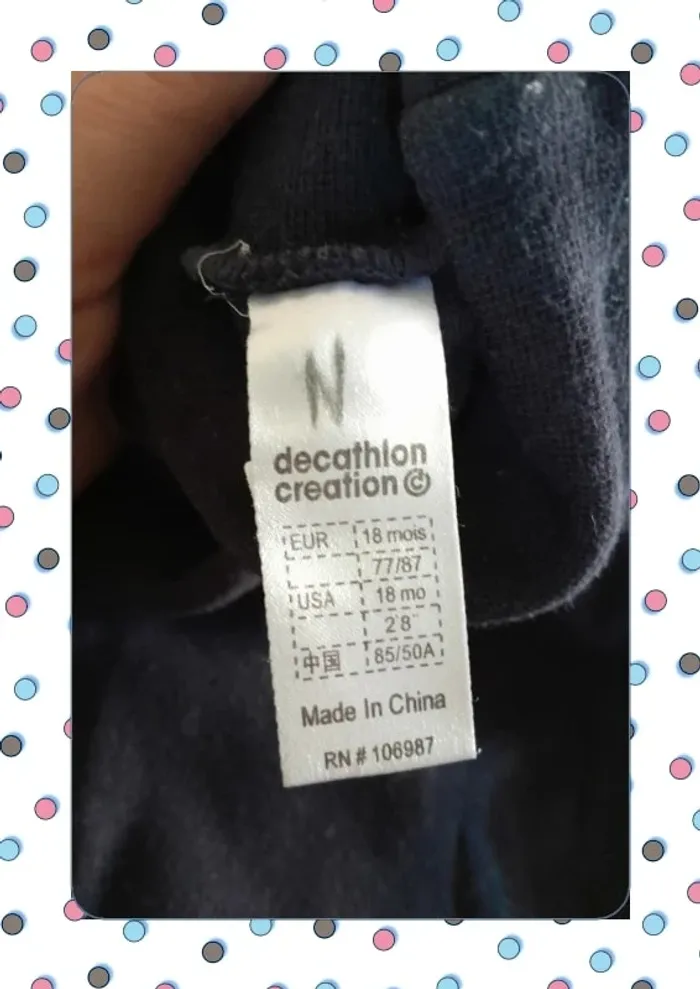 N
decathlon
creation ©
EUR 18 mois
77/87
USA 18 mo
2'8"
中国 85/50A
Made In China
RN # 106987